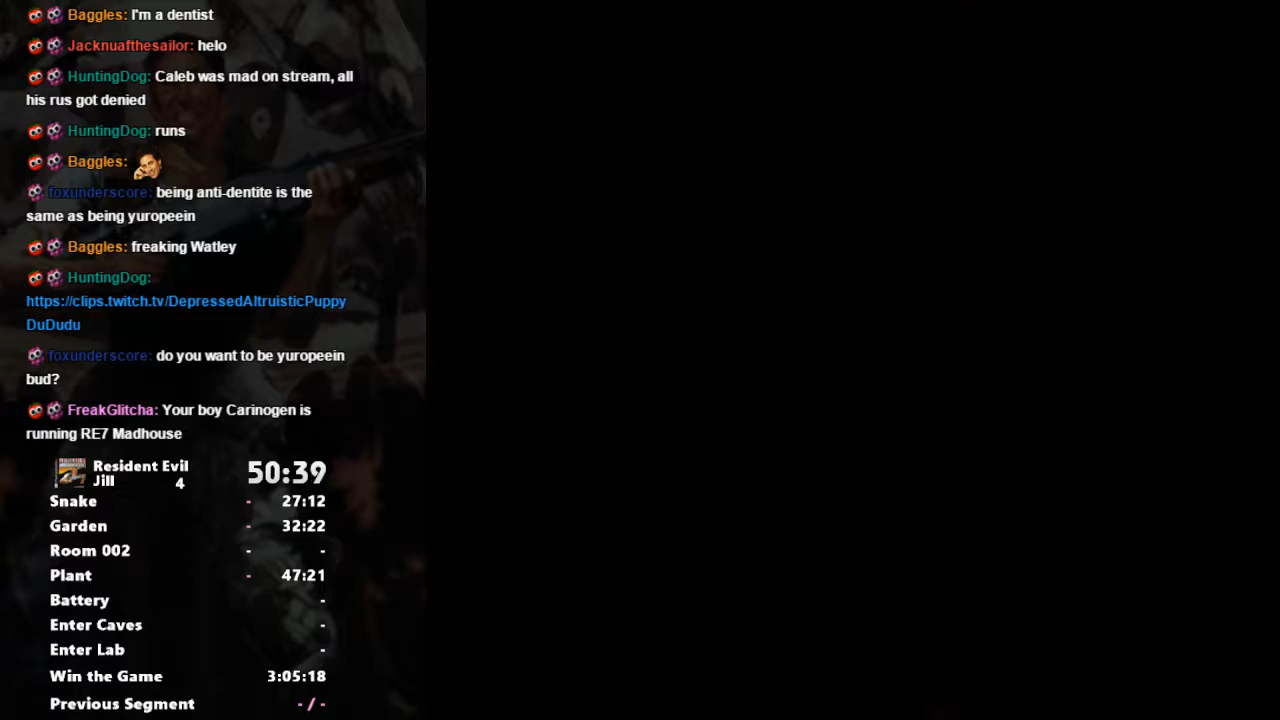 Baggles: I'm a dentist
Jacknuafthesailor: helo
HuntingDog: Caleb was mad on stream, all
his rus got denied
HuntingDog: runs
Baggles:
foxunderscore: being anti-dentite is the
same as being yuropeein
Baggles: freaking Watley
HuntingDog:
https://clips.twitch.tv/DepressedAltruisticPuppy
DuDudu
foxunderscore: do you want to be yuropeein
bud?
FreakGlitcha: Your boy Carinogen is
running RE7 Madhouse
Resident Evil 50:39
Jill 4
Snake - 27:12
Garden - 32:22
Room 002 - -
Plant - 47:21
Battery -
Enter Caves -
Enter Lab -
Win the Game 3:05:18
Previous Segment - / -